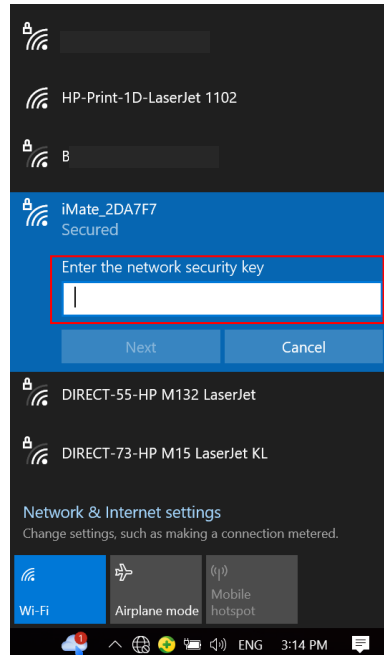 HP-Print-1D-LaserJet 1102
B
iMate_2DA7F7
Secured
Enter the network security key
Next
Cancel
DIRECT-55-HP M132 LaserJet
DIRECT-73-HP M15 LaserJet KL
Network & Internet settings
Change settings, such as making a connection metered.
Wi-Fi
Airplane mode
Mobile
hotspot
1
ENG
3:14 PM